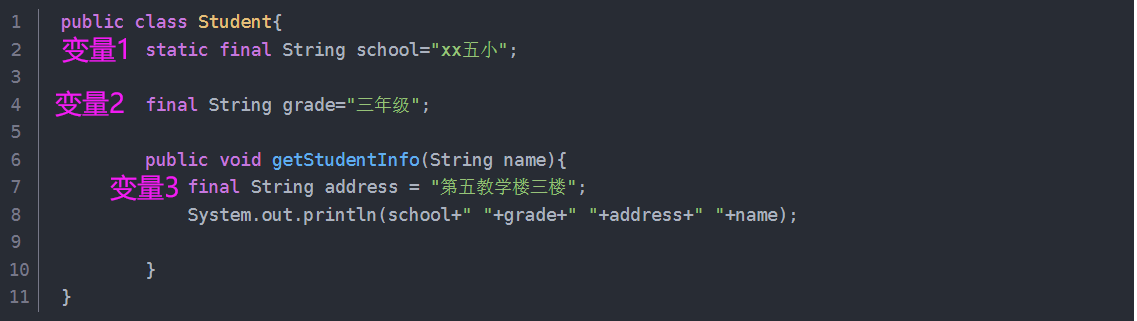 1 public class Student{
2 变量1 static final String school="xx五小";
3
4 变量2 final String grade="三年级";
5
6 public void getStudentInfo(String name){
7 变量3 final String address = "第五教学楼三楼";
8 System.out.println(school+" "+grade+" "+address+" "+name);
9
10 }
11 }